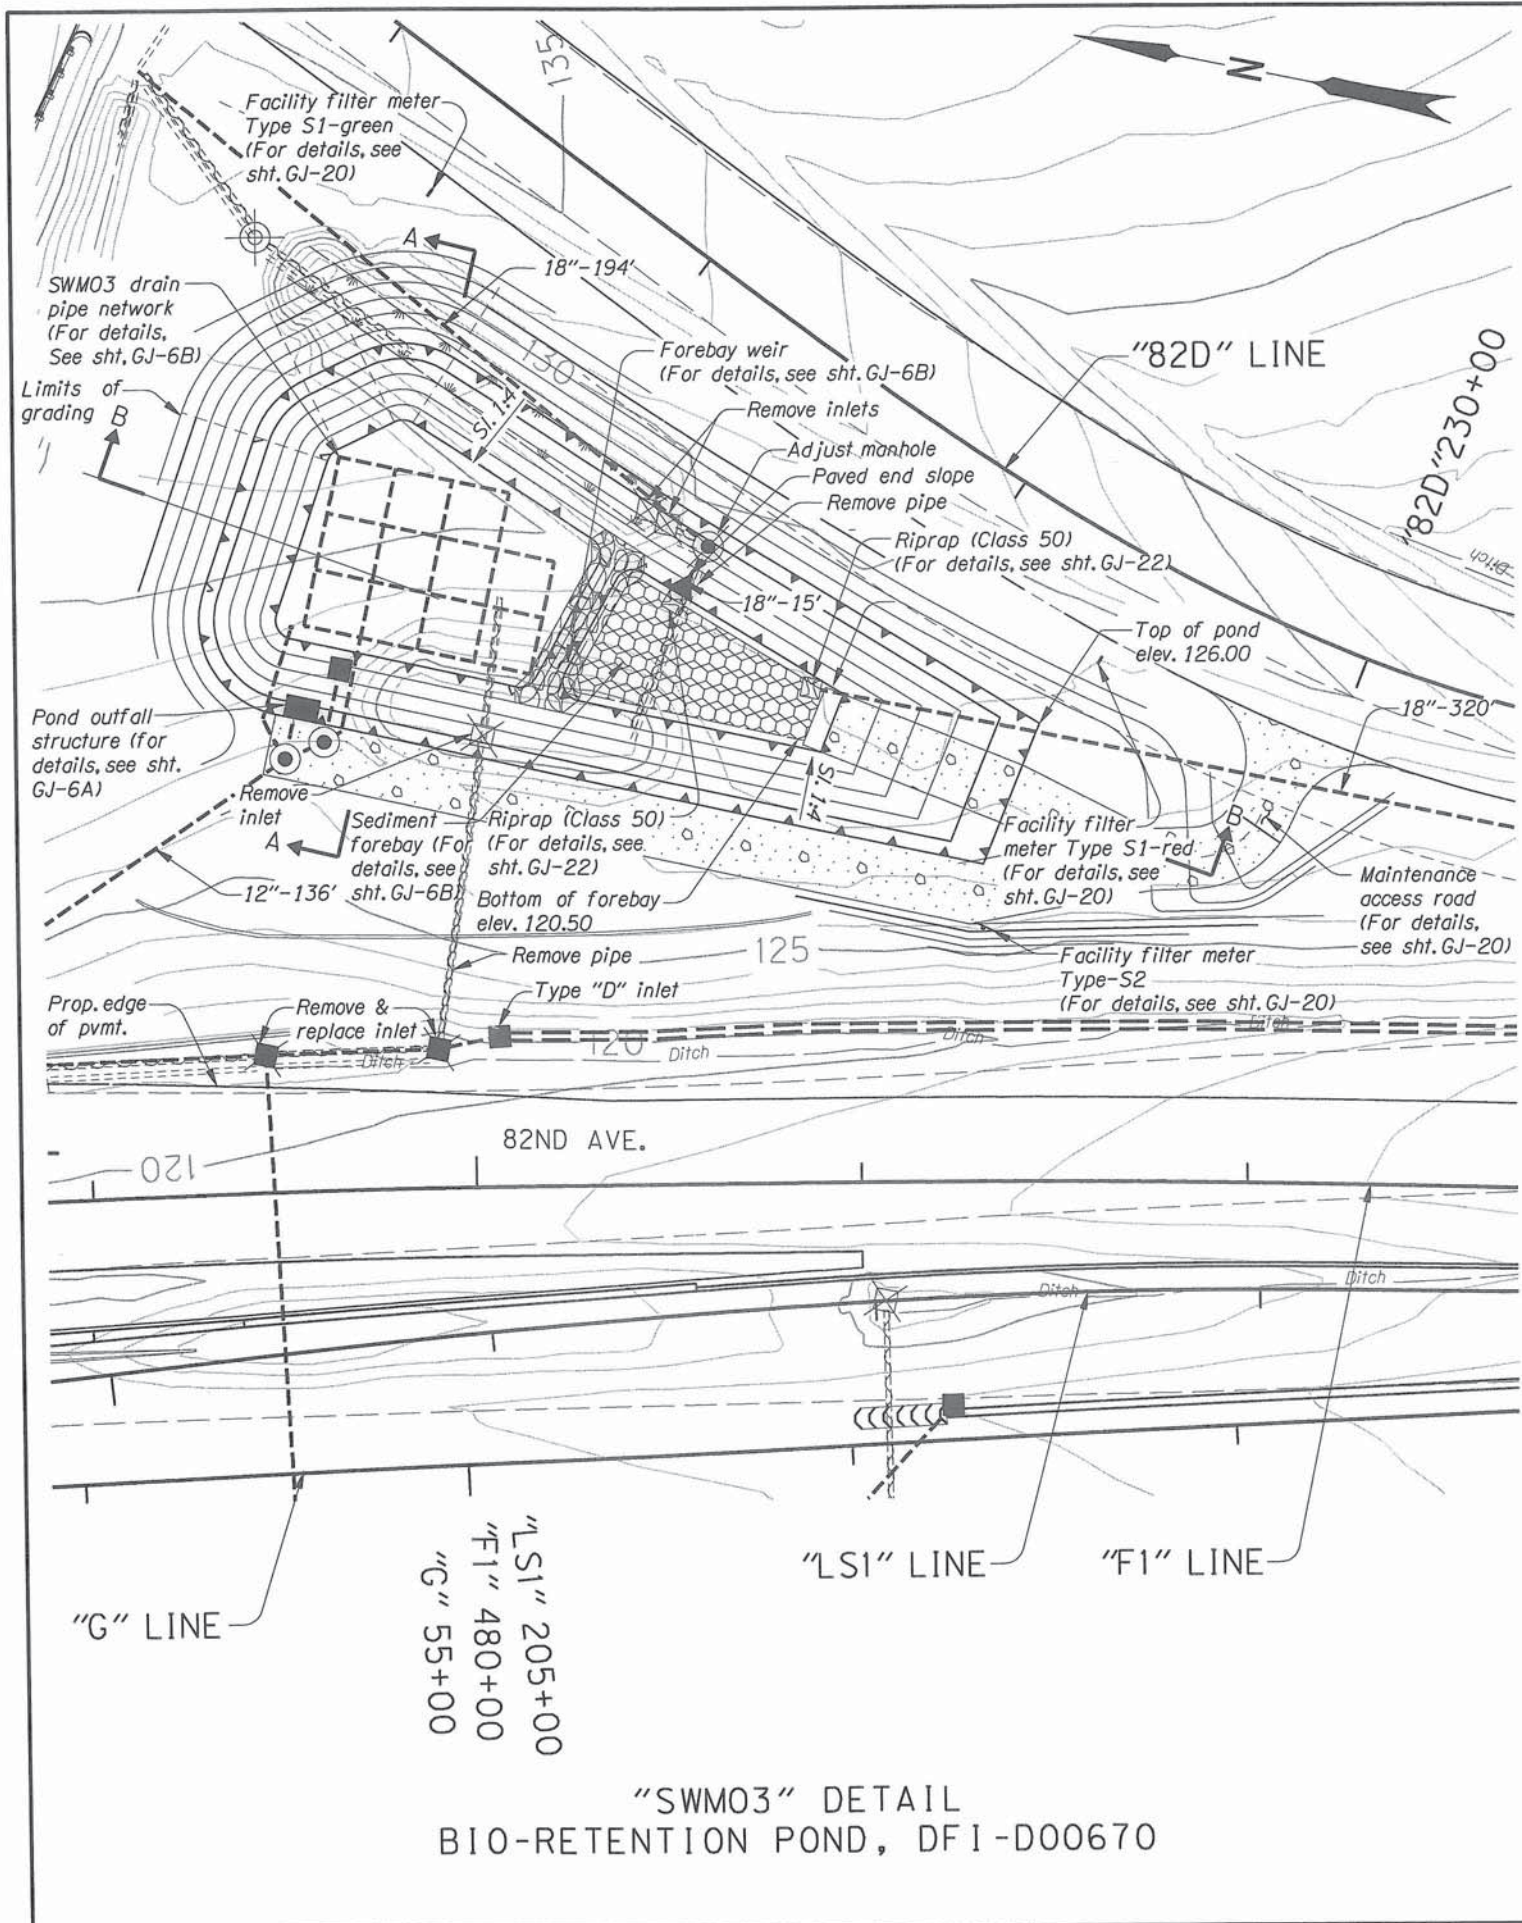 135
N
Facility filter meter
Type S1-green
(For details, see
sht. GJ-20)
A
18"-194'
SWM03 drain
pipe network
(For details,
See sht. GJ-6B)
130
Forebay weir
(For details, see sht. GJ-6B)
"82D" LINE
"82D" 230+00
Limits of
grading
B
Sl. 1:4
Remove inlets
Adjust manhole
Paved end slope
Remove pipe
Riprap (Class 50)
(For details, see sht. GJ-22)
Ditch
18"-15'
Top of pond
elev. 126.00
Pond outfall
structure (for
details, see sht.
GJ-6A)
18"-320'
Remove
inlet
Sl. 1:4
A
Sediment
forebay (For
details, see
sht. GJ-6B)
Riprap (Class 50)
(For details, see
sht. GJ-22)
Facility filter
meter Type S1-red
(For details, see
sht. GJ-20)
B
12"-136'
Bottom of forebay
elev. 120.50
Maintenance
access road
(For details,
see sht. GJ-20)
Remove pipe
125
Facility filter meter
Type-S2
(For details, see sht. GJ-20)
Type "D" inlet
Prop. edge
of pvmt.
Remove &
replace inlet
Ditch
120
Ditch
Ditch
Ditch
82ND AVE.
120
Ditch
Ditch
"LS1" LINE
"F1" LINE
"G" LINE
"LS1" 205+00
"F1" 480+00
"G" 55+00
"SWM03" DETAIL
BIO-RETENTION POND, DFI-D00670